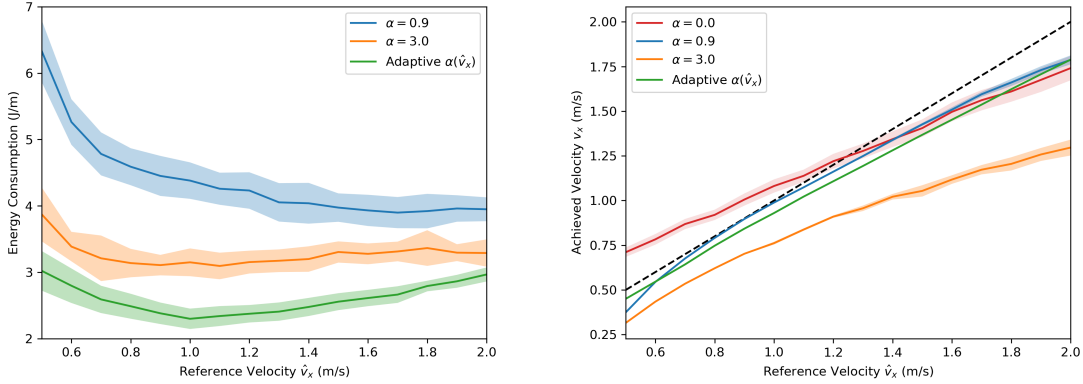 7
6
5
4
3
2
Energy Consumption (J/m)
α = 0.9
α = 3.0
Adaptive α(v̂ₓ)
0.6 0.8 1.0 1.2 1.4 1.6 1.8 2.0
Reference Velocity v̂ₓ (m/s)
2.00
1.75
1.50
1.25
1.00
0.75
0.50
0.25
Achieved Velocity vₓ (m/s)
α = 0.0
α = 0.9
α = 3.0
Adaptive α(v̂ₓ)
0.6 0.8 1.0 1.2 1.4 1.6 1.8 2.0
Reference Velocity v̂ₓ (m/s)